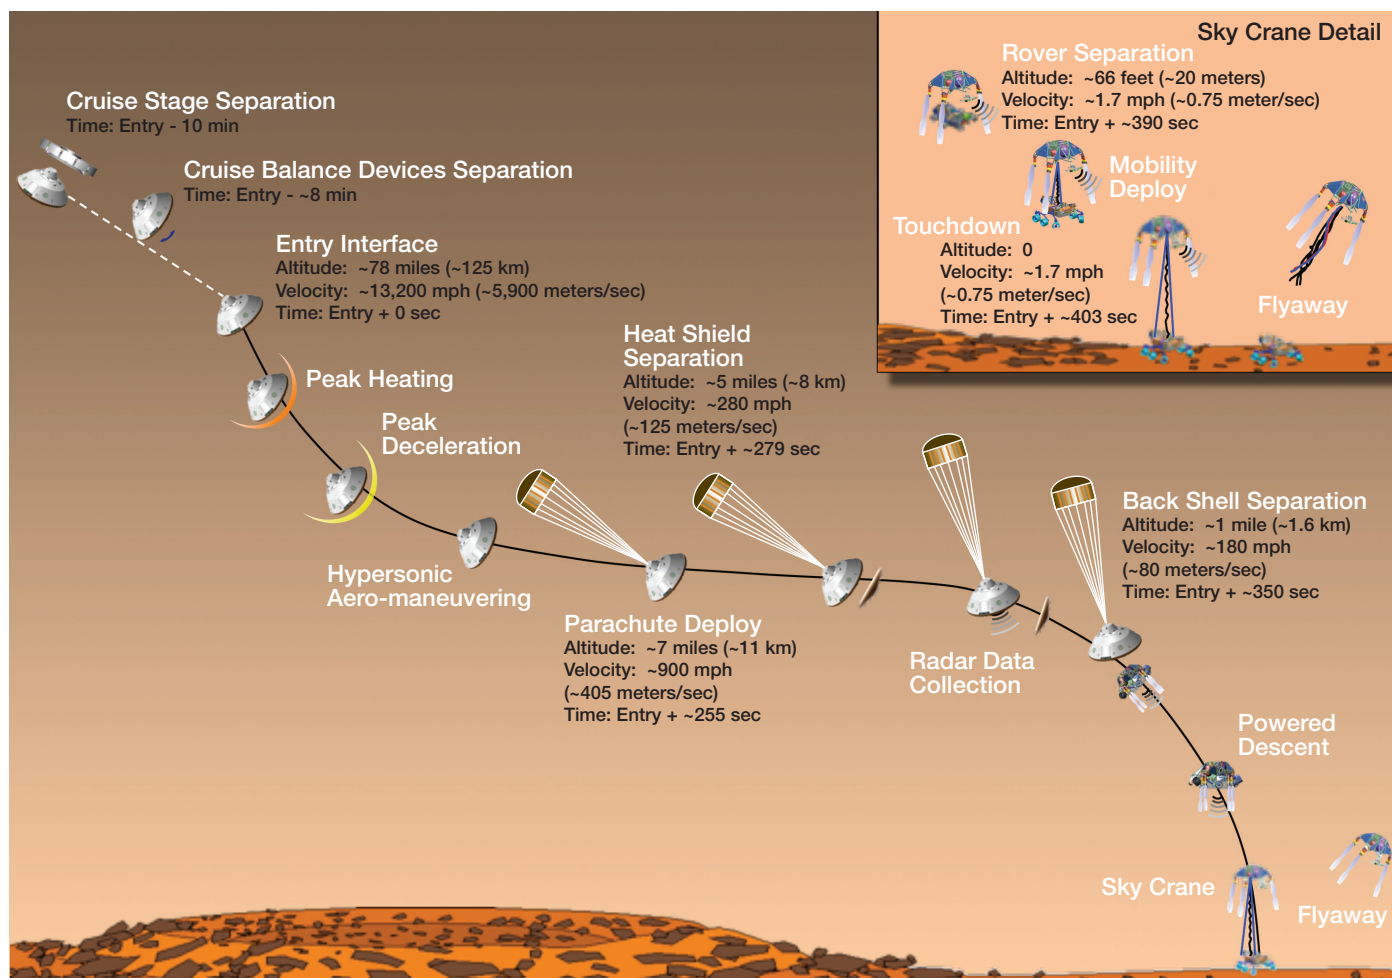 Sky Crane Detail
Rover Separation
Altitude: ~66 feet (~20 meters)
Velocity: ~1.7 mph (~0.75 meter/sec)
Time: Entry + ~390 sec
Mobility
Deploy
Touchdown
Altitude: 0
Velocity: ~1.7 mph
(~0.75 meter/sec)
Time: Entry + ~403 sec
Flyaway
Cruise Stage Separation
Time: Entry - 10 min
Cruise Balance Devices Separation
Time: Entry - ~8 min
Entry Interface
Altitude: ~78 miles (~125 km)
Velocity: ~13,200 mph (~5,900 meters/sec)
Time: Entry + 0 sec
Peak Heating
Peak
Deceleration
Hypersonic
Aero-maneuvering
Parachute Deploy
Altitude: ~7 miles (~11 km)
Velocity: ~900 mph
(~405 meters/sec)
Time: Entry + ~255 sec
Heat Shield
Separation
Altitude: ~5 miles (~8 km)
Velocity: ~280 mph
(~125 meters/sec)
Time: Entry + ~279 sec
Radar Data
Collection
Back Shell Separation
Altitude: ~1 mile (~1.6 km)
Velocity: ~180 mph
(~80 meters/sec)
Time: Entry + ~350 sec
Powered
Descent
Sky Crane
Flyaway